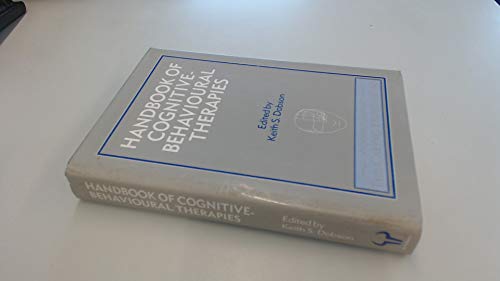 HANDBOOK OF
COGNITIVE-
BEHAVIOURAL
THERAPIES
Edited by
Keith S. Dobson
HANDBOOK OF COGNITIVE-
BEHAVIOURAL THERAPIES
Edited by
Keith S. Dobson